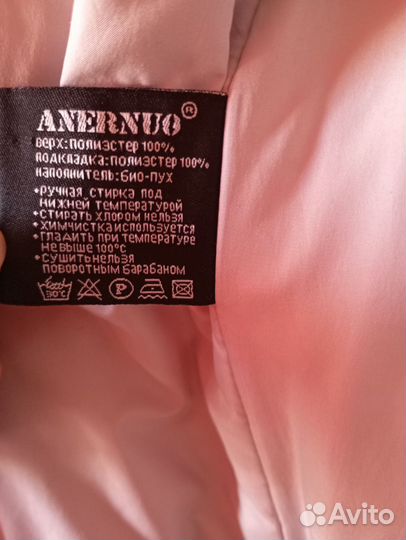 ANERNUO®
ВЕРХ:ПОЛИЭСТЕР 100%
ПОДКЛАДКА:ПОЛИЭСТЕР 100%
НАПОЛНИТЕЛЬ:БИО-ПУХ
•РУЧНАЯ СТИРКА ПОД
НИЖНЕЙ ТЕМПЕРАТУРОЙ
•СТИРАТЬ ХЛОРОМ НЕЛЬЗЯ
•ХИМЧИСТКА ИСПОЛЬЗУЕТСЯ
•ГЛАДИТЬ ПРИ ТЕМПЕРАТУРЕ
НЕ ВЫШЕ 100°C
•СУШИТЬ НЕЛЬЗЯ
ПОВОРОТНЫМ БАРАБАНОМ
30°C P
Avito